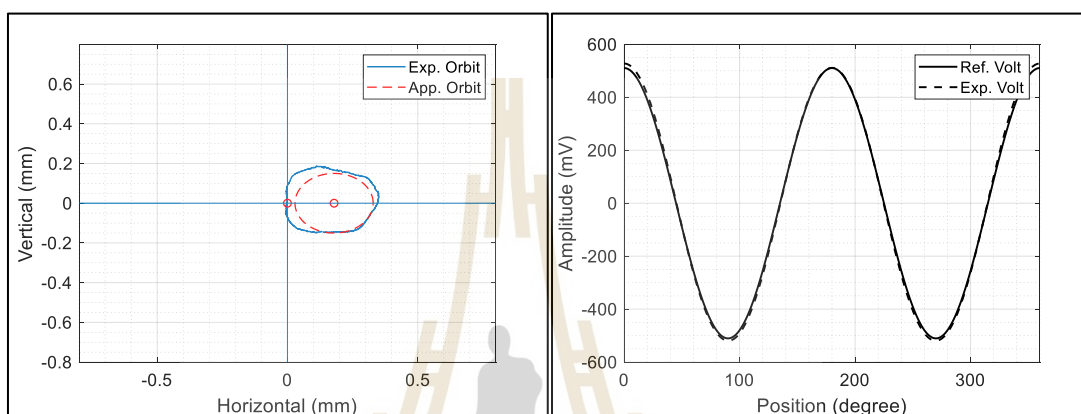 Exp. Orbit
App. Orbit
0.6
0.4
0.2
0
-0.2
-0.4
-0.6
-0.8
Vertical (mm)
-0.5
0
0.5
Horizontal (mm)
Ref. Volt
Exp. Volt
600
400
200
0
-200
-400
-600
Amplitude (mV)
0
100
200
300
Position (degree)